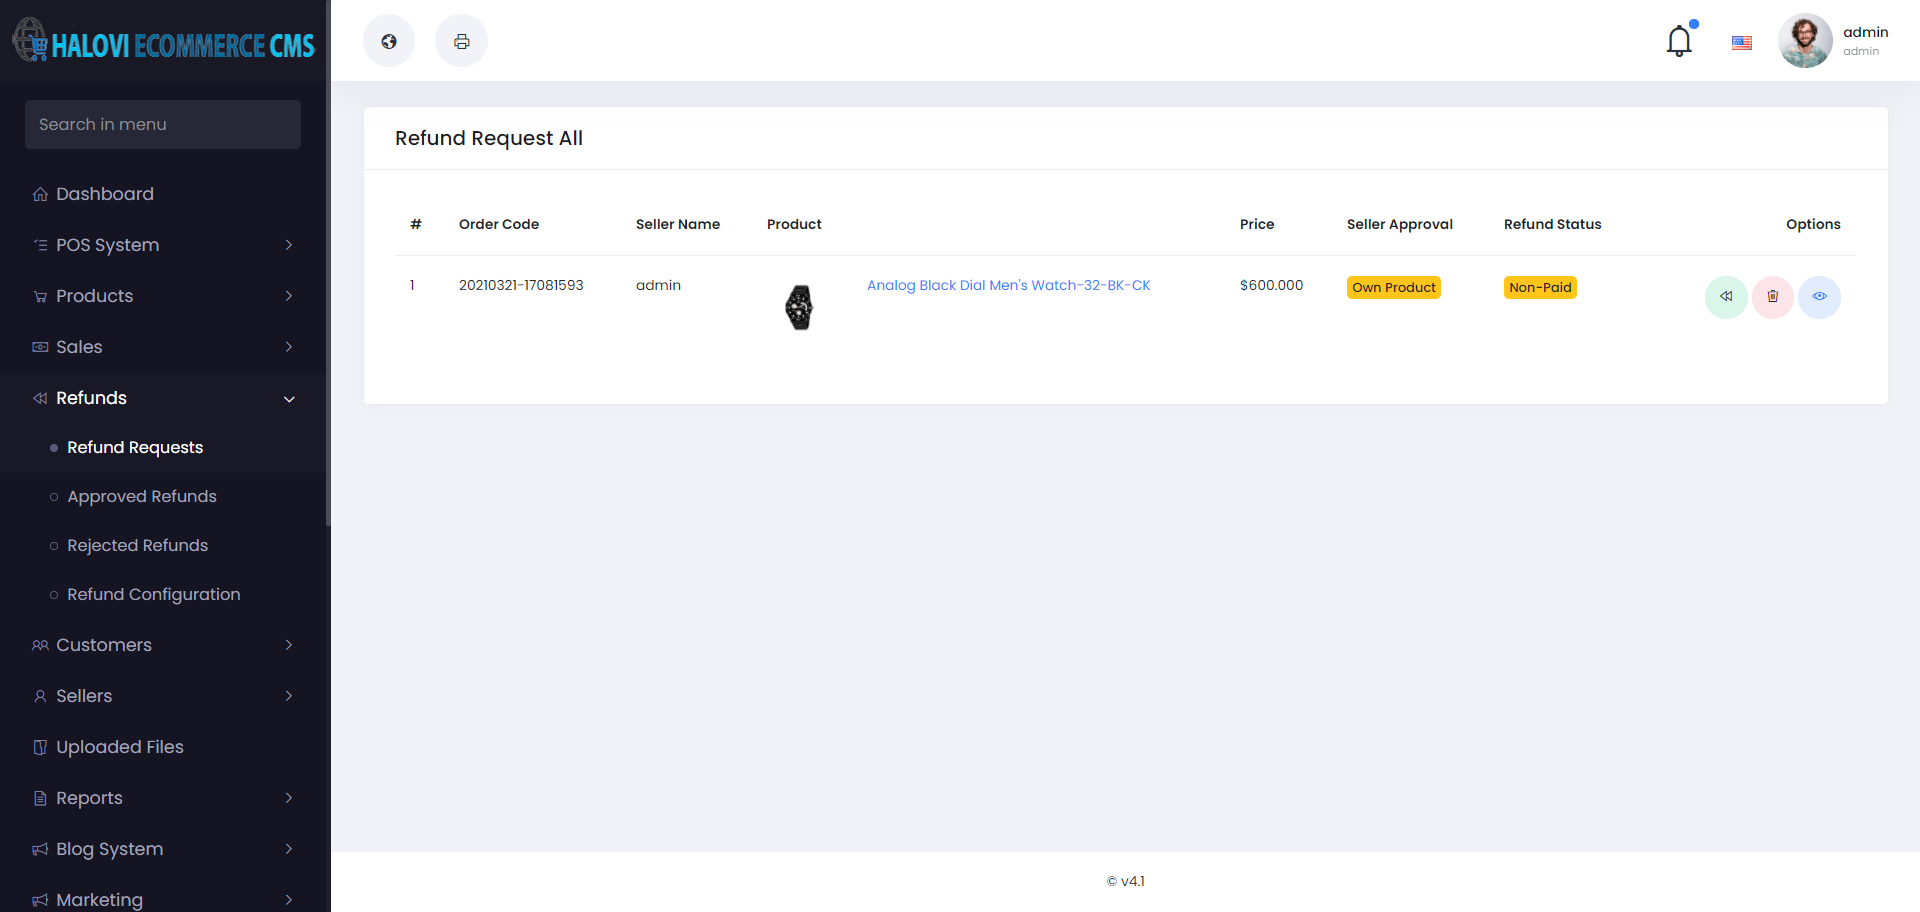 HALOVI ECOMMERCE CMS
admin
admin
Search in menu
Dashboard
POS System
Products
Sales
Refunds
Refund Requests
Approved Refunds
Rejected Refunds
Refund Configuration
Customers
Sellers
Uploaded Files
Reports
Blog System
Marketing
Refund Request All
# Order Code Seller Name Product Price Seller Approval Refund Status Options
1 20210321-17081593 admin Analog Black Dial Men's Watch-32-BK-CK $600.000 Own Product Non-Paid
© v4.1